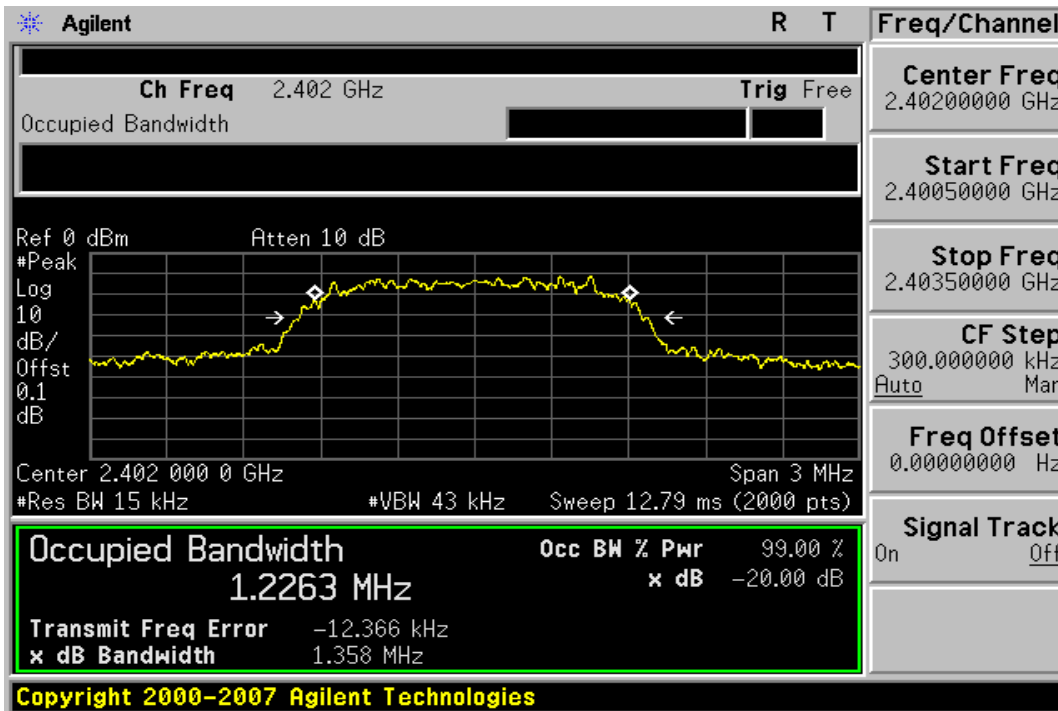 Agilent R T
Ch Freq 2.402 GHz Trig Free
Occupied Bandwidth
Ref 0 dBm Atten 10 dB
#Peak
Log
10
dB/
Offst
0.1
dB
Center 2.402 000 0 GHz Span 3 MHz
#Res BW 15 kHz #VBW 43 kHz Sweep 12.79 ms (2000 pts)
Occupied Bandwidth
1.2263 MHz
Occ BW % Pwr 99.00 %
x dB -20.00 dB
Transmit Freq Error -12.366 kHz
x dB Bandwidth 1.358 MHz
Copyright 2000-2007 Agilent Technologies
Freq/Channel
Center Freq
2.40200000 GHz
Start Freq
2.40050000 GHz
Stop Freq
2.40350000 GHz
CF Step
300.000000 kHz
Auto Man
Freq Offset
0.00000000 Hz
Signal Track
On Off